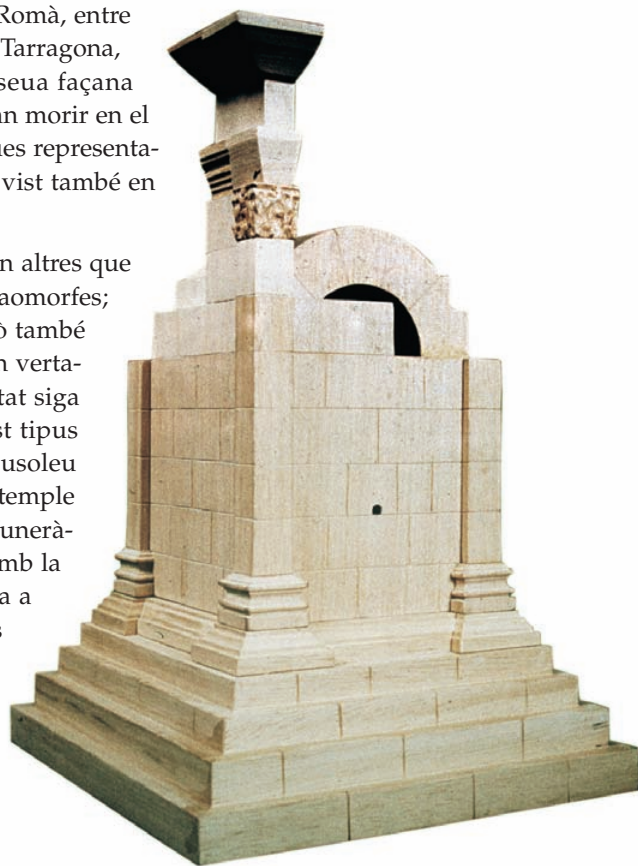 Romà, entre
Tarragona,
seua façana
an morir en el
ues representa-
vist també en
n altres que
aomorfes;
ò també
n verta-
tat siga
st tipus
usoleu
temple
unerà-
mb la
a a
s